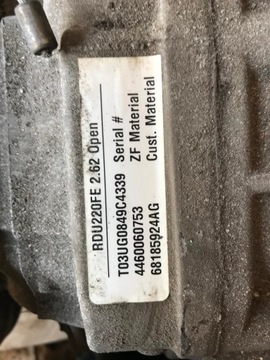 RDU220FE 2.62 Open
T03UG0849C4339 Serial #
4460060753 ZF Material
68185924AG Cust. Material